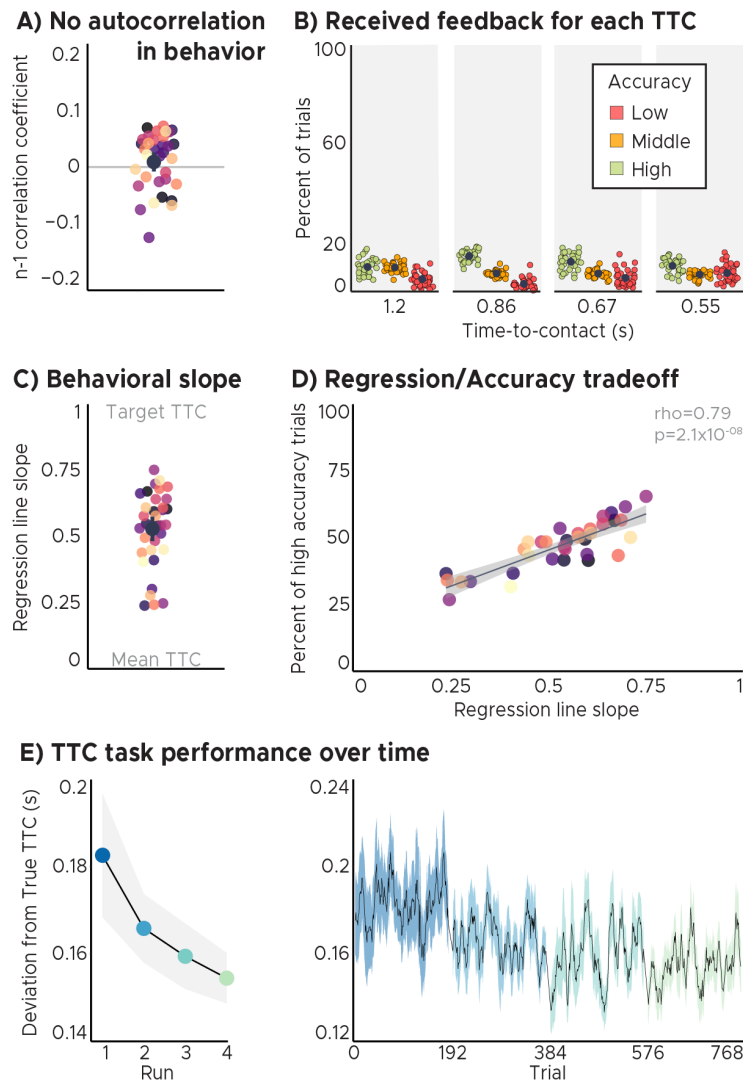 A) No autocorrelation
in behavior
n-1 correlation coefficient
0.2
0.1
0
−0.1
−0.2
B) Received feedback for each TTC
Percent of trials
100
60
20
0
Accuracy
Low
Middle
High
1.2 0.86 0.67 0.55
Time-to-contact (s)
C) Behavioral slope
Regression line slope
1
0.75
0.5
0.25
0
Target TTC
Mean TTC
D) Regression/Accuracy tradeoff
Percent of high accuracy trials
100
75
50
25
0
rho=0.79
p=2.1x10⁻⁰⁸
0 0.25 0.5 0.75 1
Regression line slope
E) TTC task performance over time
Deviation from True TTC (s)
0.2
0.18
0.16
0.14
1 2 3 4
Run
0.24
0.2
0.16
0.12
0 192 384 576 768
Trial